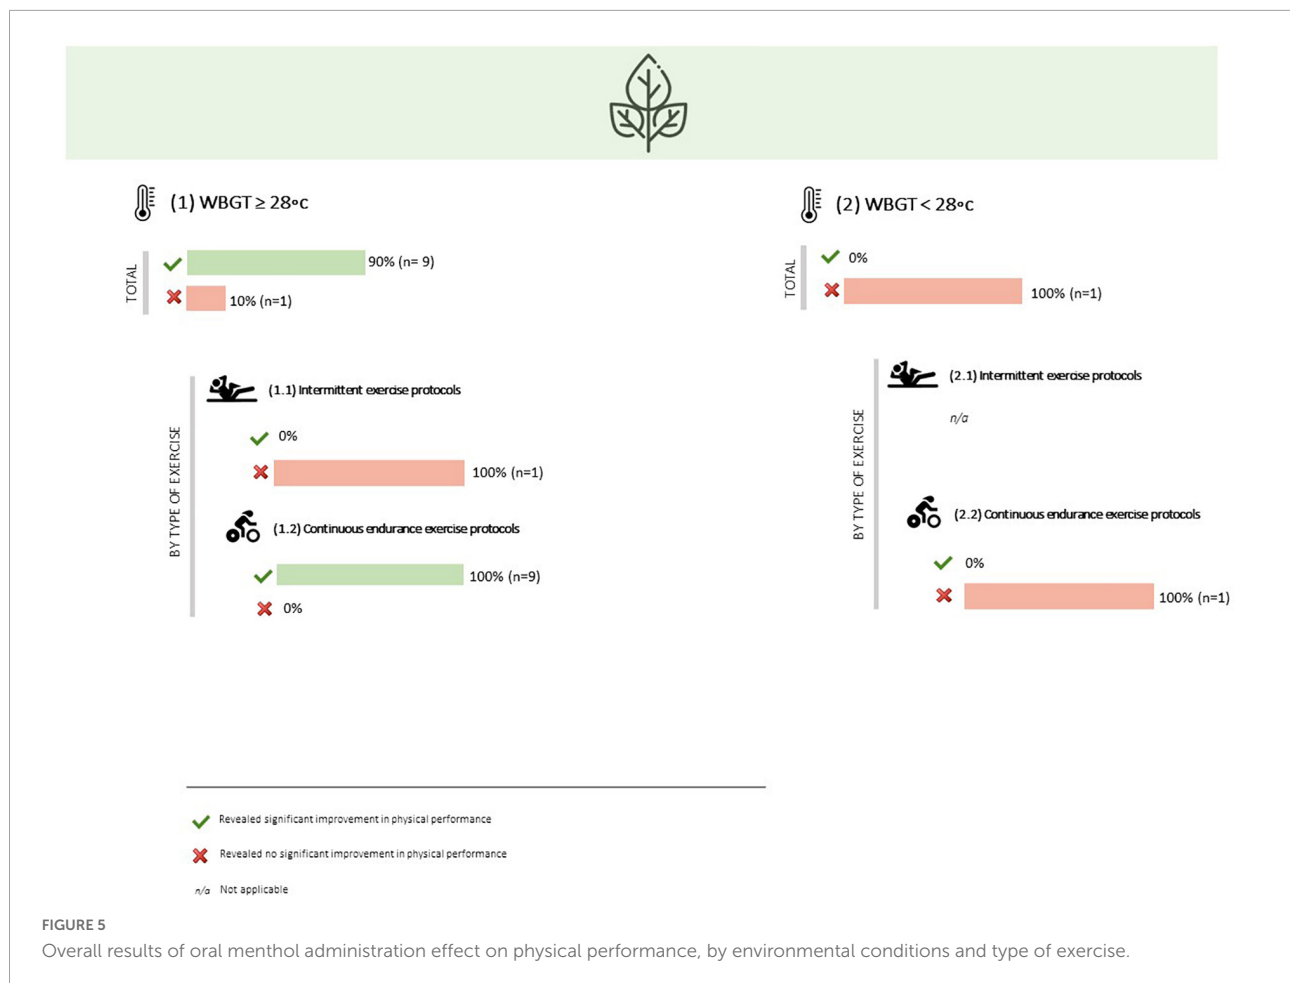 (1) WBGT ≥ 28°c
TOTAL
90% (n= 9)
10% (n=1)
BY TYPE OF EXERCISE
(1.1) Intermittent exercise protocols
0%
100% (n=1)
(1.2) Continuous endurance exercise protocols
100% (n=9)
0%
(2) WBGT < 28°c
TOTAL
0%
100% (n=1)
BY TYPE OF EXERCISE
(2.1) Intermittent exercise protocols
n/a
(2.2) Continuous endurance exercise protocols
0%
100% (n=1)
Revealed significant improvement in physical performance
Revealed no significant improvement in physical performance
n/a Not applicable
FIGURE 5
Overall results of oral menthol administration effect on physical performance, by environmental conditions and type of exercise.